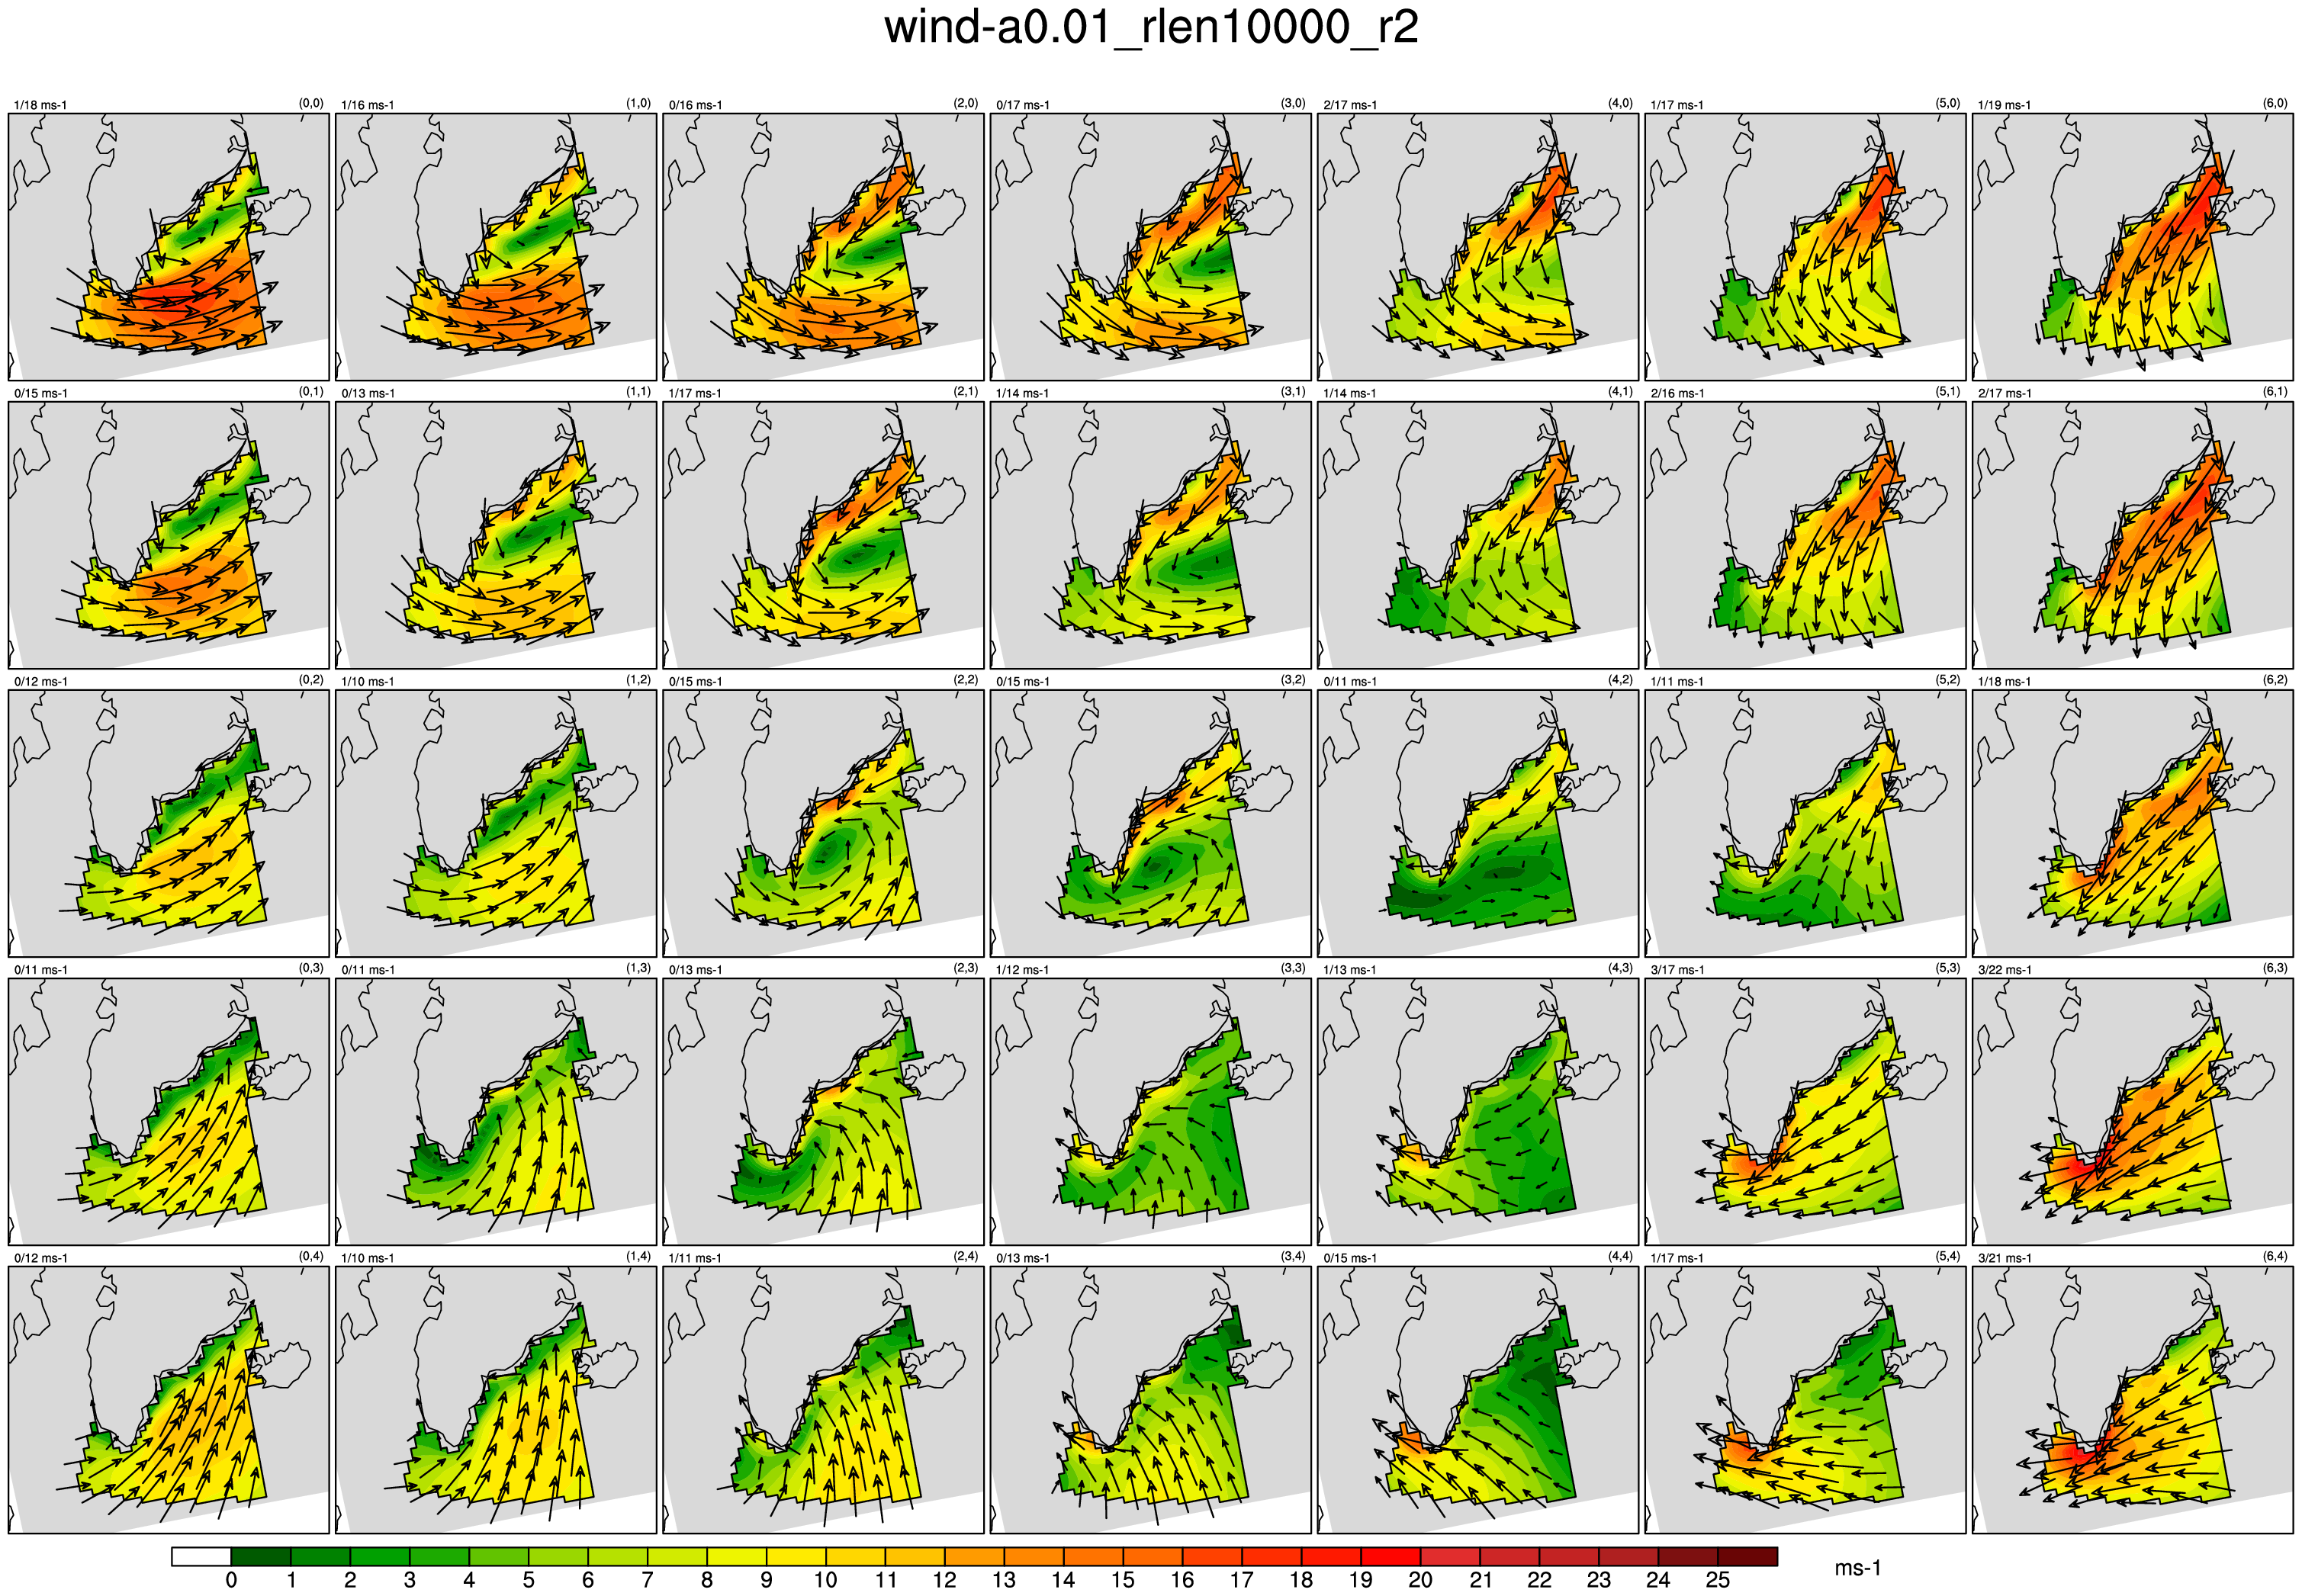 wind-a0.01_rlen10000_r2
1/18 ms-1 (0,0) 1/16 ms-1 (1,0) 0/16 ms-1 (2,0) 0/17 ms-1 (3,0) 2/17 ms-1 (4,0) 1/17 ms-1 (5,0) 1/19 ms-1 (6,0)
0/15 ms-1 (0,1) 0/13 ms-1 (1,1) 1/17 ms-1 (2,1) 1/14 ms-1 (3,1) 1/14 ms-1 (4,1) 2/16 ms-1 (5,1) 2/17 ms-1 (6,1)
0/12 ms-1 (0,2) 1/10 ms-1 (1,2) 0/15 ms-1 (2,2) 0/15 ms-1 (3,2) 0/11 ms-1 (4,2) 1/11 ms-1 (5,2) 1/18 ms-1 (6,2)
0/11 ms-1 (0,3) 0/11 ms-1 (1,3) 0/13 ms-1 (2,3) 1/12 ms-1 (3,3) 1/13 ms-1 (4,3) 3/17 ms-1 (5,3) 3/22 ms-1 (6,3)
0/12 ms-1 (0,4) 1/10 ms-1 (1,4) 1/11 ms-1 (2,4) 0/13 ms-1 (3,4) 0/15 ms-1 (4,4) 1/17 ms-1 (5,4) 3/21 ms-1 (6,4)
0 1 2 3 4 5 6 7 8 9 10 11 12 13 14 15 16 17 18 19 20 21 22 23 24 25 ms-1